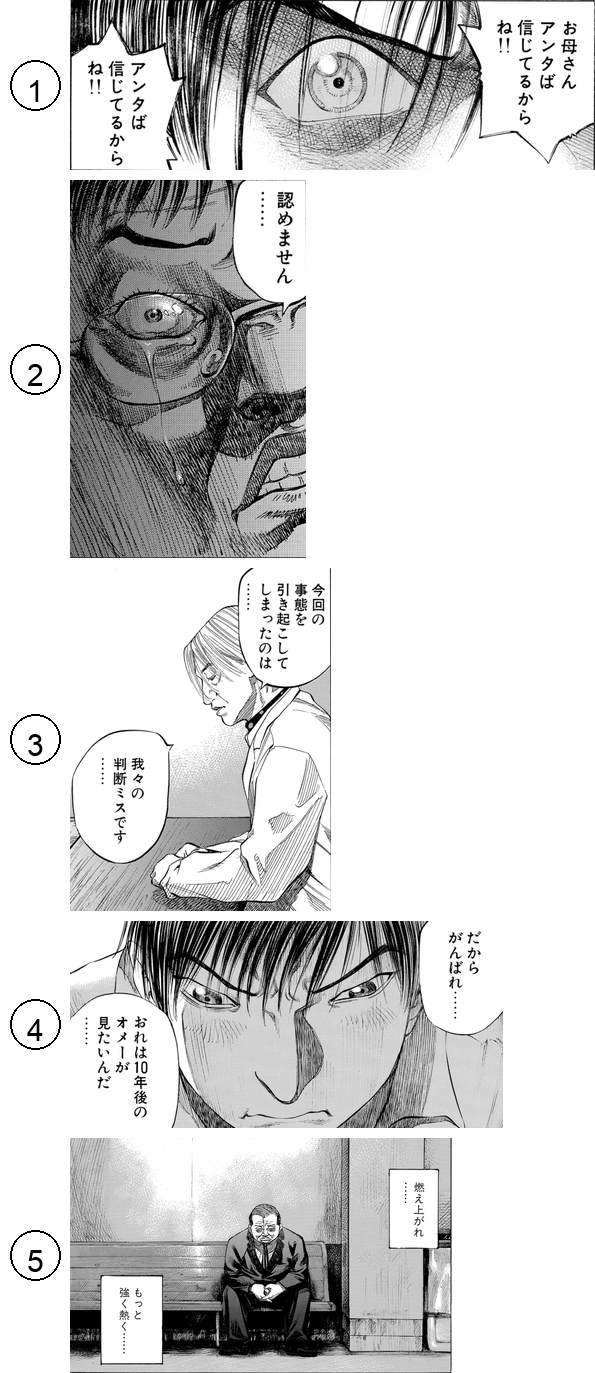 1
お母さん
アンタば
信じてるから
ね!!
アンタば
信じてるから
ね!!
2
認めません
……
3
今回の
事態を
引き起こして
しまったのは
……
我々の
判断ミスです
……
4
だから
がんばれ……
おれは10年後の
オメーが
見たいんだ
……
5
燃え上がれ
……
もっと
強く熱く……